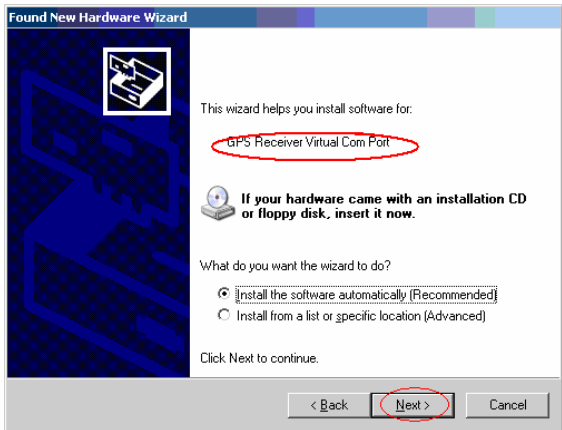 Found New Hardware Wizard
This wizard helps you install software for:
GPS Receiver Virtual Com Port
If your hardware came with an installation CD
or floppy disk, insert it now.
What do you want the wizard to do?
Install the software automatically (Recommended)
Install from a list or specific location (Advanced)
Click Next to continue.
< Back Next > Cancel